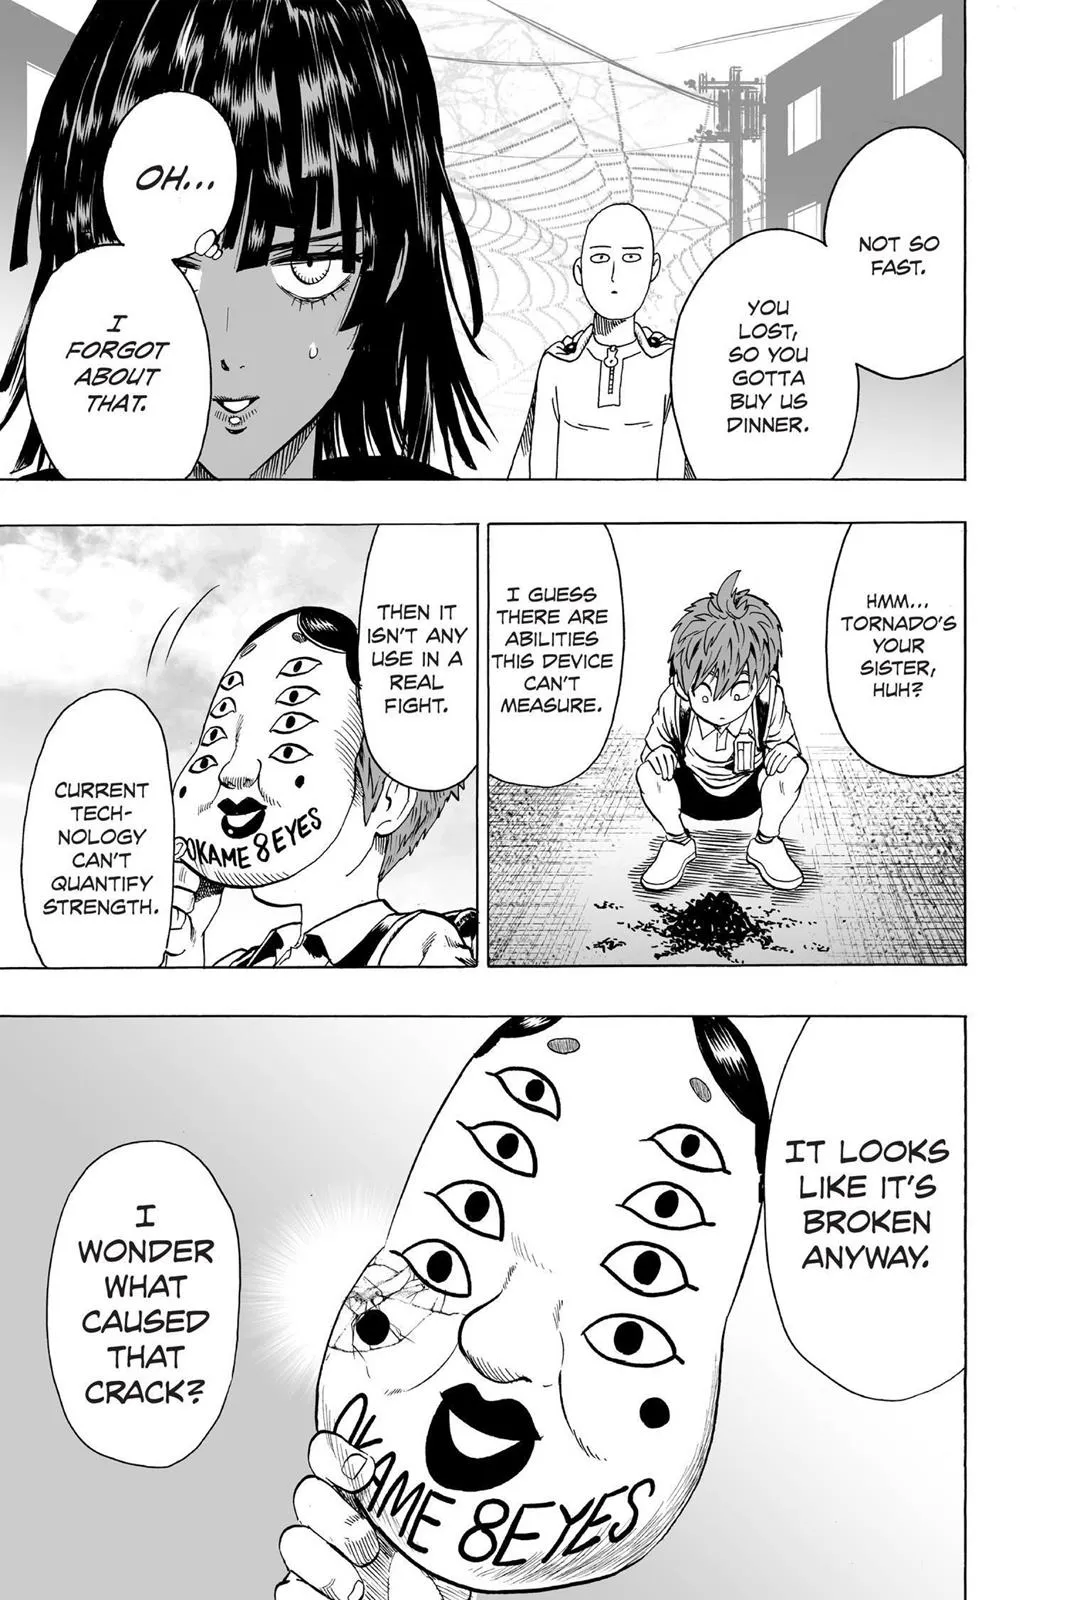 NOT SO
FAST.
YOU
LOST,
SO YOU
GOTTA
BUY US
DINNER.
OH...
I
FORGOT
ABOUT
THAT.
HMM...
TORNADO'S
YOUR
SISTER,
HUH?
I GUESS
THERE ARE
ABILITIES
THIS DEVICE
CAN'T
MEASURE.
THEN IT
ISN'T ANY
USE IN A
REAL
FIGHT.
CURRENT
TECH-
NOLOGY
CAN'T
QUANTIFY
STRENGTH.
OKAME 8EYES
IT LOOKS
LIKE IT'S
BROKEN
ANYWAY.
I
WONDER
WHAT
CAUSED
THAT
CRACK?
OKAME 8EYES